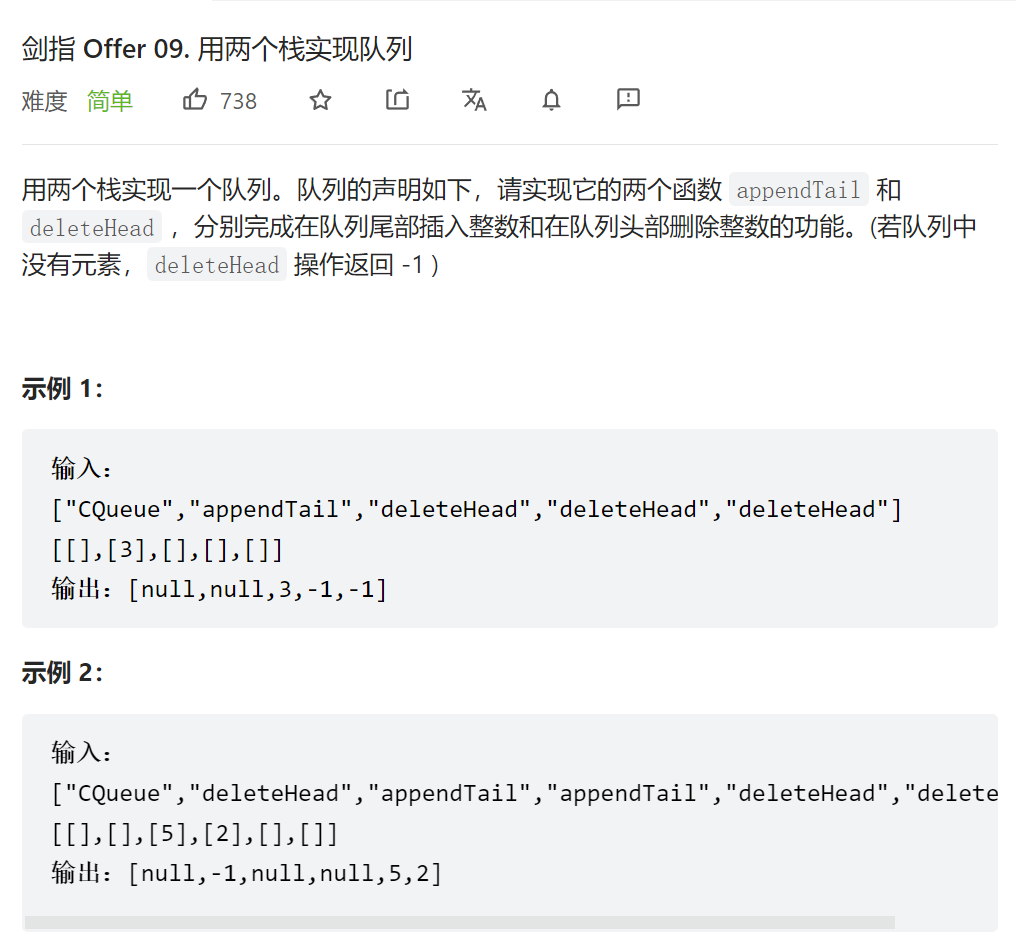 剑指 Offer 09. 用两个栈实现队列
难度 简单 738
用两个栈实现一个队列。队列的声明如下，请实现它的两个函数 appendTail 和
deleteHead ，分别完成在队列尾部插入整数和在队列头部删除整数的功能。(若队列中
没有元素，deleteHead 操作返回 -1 )
示例 1：
输入：
["CQueue","appendTail","deleteHead","deleteHead","deleteHead"]
[[],[3],[],[],[]]
输出：[null,null,3,-1,-1]
示例 2：
输入：
["CQueue","deleteHead","appendTail","appendTail","deleteHead","delete
[[],[],[5],[2],[],[]]
输出：[null,-1,null,null,5,2]